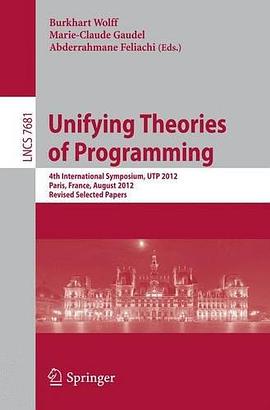 Burkhart Wolff
Marie-Claude Gaudel
Abderrahmane Feliachi (Eds.)
LNCS 7681
Unifying Theories
of Programming
4th International Symposium, UTP 2012
Paris, France, August 2012
Revised Selected Papers
Springer